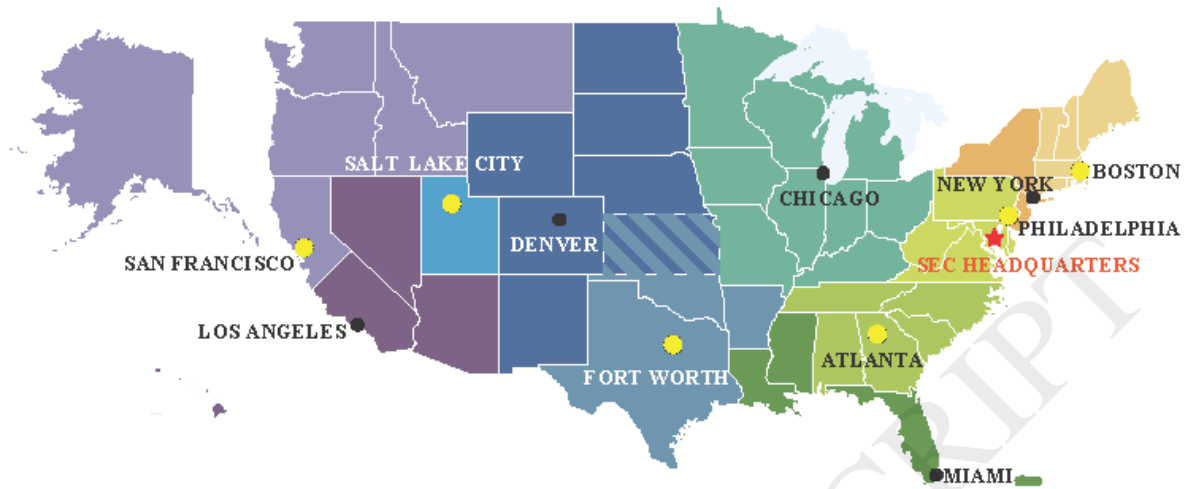 SALT LAKE CITY
BOSTON
NEW YORK
CHICAGO
PHILADELPHIA
DENVER
SAN FRANCISCO
SEC HEADQUARTERS
LOS ANGELES
ATLANTA
FORT WORTH
MIAMI
CRIPT